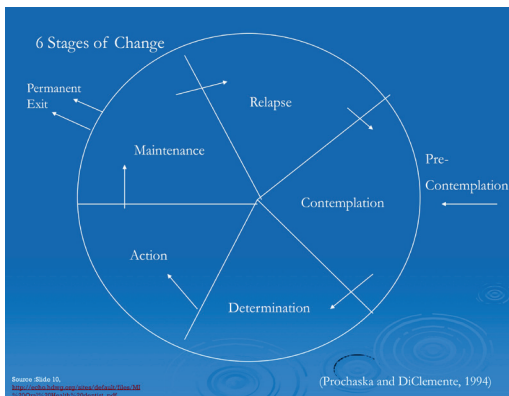 6 Stages of Change
Permanent
Exit
Relapse
Maintenance
Pre-
Contemplation
Contemplation
Action
Determination
Source :Slide 10,
(Prochaska and DiClemente, 1994)